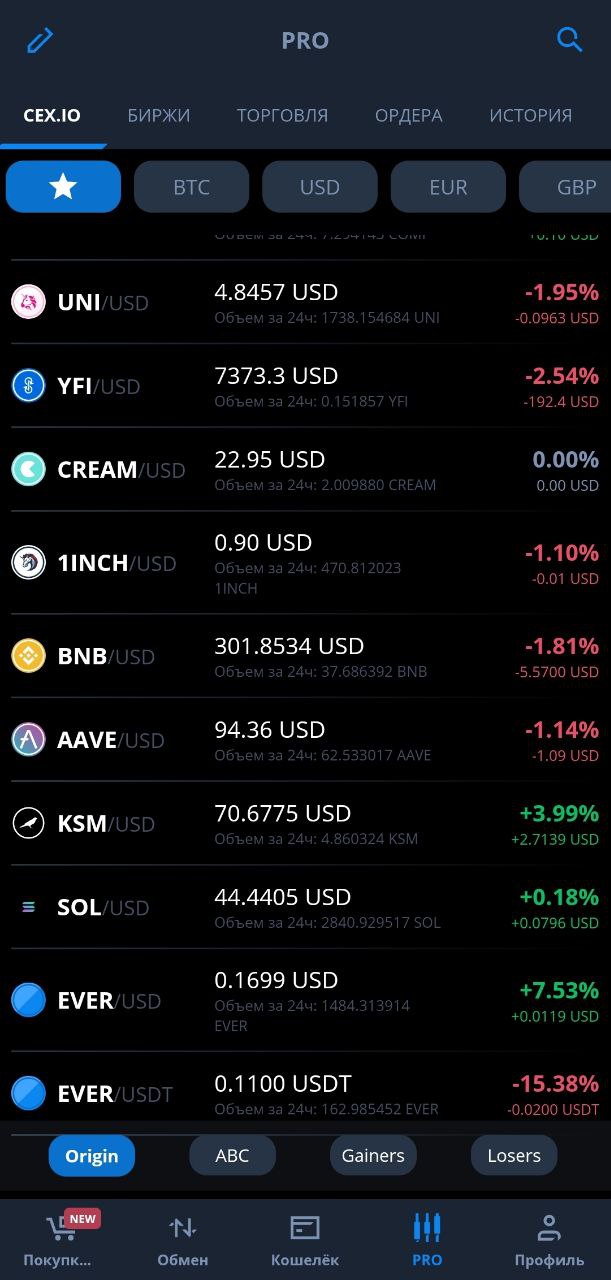 PRO
CEX.IO БИРЖИ ТОРГОВЛЯ ОРДЕРА ИСТОРИЯ
BTC USD EUR GBP
Объем за 24ч: 7.294145 COMP +0.10 USD
UNI/USD 4.8457 USD -1.95%
Объем за 24ч: 1738.154684 UNI -0.0963 USD
YFI/USD 7373.3 USD -2.54%
Объем за 24ч: 0.151857 YFI -192.4 USD
CREAM/USD 22.95 USD 0.00%
Объем за 24ч: 2.009880 CREAM 0.00 USD
1INCH/USD 0.90 USD -1.10%
Объем за 24ч: 470.812023 -0.01 USD
1INCH
BNB/USD 301.8534 USD -1.81%
Объем за 24ч: 37.686392 BNB -5.5700 USD
AAVE/USD 94.36 USD -1.14%
Объем за 24ч: 62.533017 AAVE -1.09 USD
KSM/USD 70.6775 USD +3.99%
Объем за 24ч: 4.860324 KSM +2.7139 USD
SOL/USD 44.4405 USD +0.18%
Объем за 24ч: 2840.929517 SOL +0.0796 USD
EVER/USD 0.1699 USD +7.53%
Объем за 24ч: 1484.313914 +0.0119 USD
EVER
EVER/USDT 0.1100 USDT -15.38%
Объем за 24ч: 162.985452 EVER -0.0200 USDT
Origin ABC Gainers Losers
NEW
Покупк... Обмен Кошелёк PRO Профиль